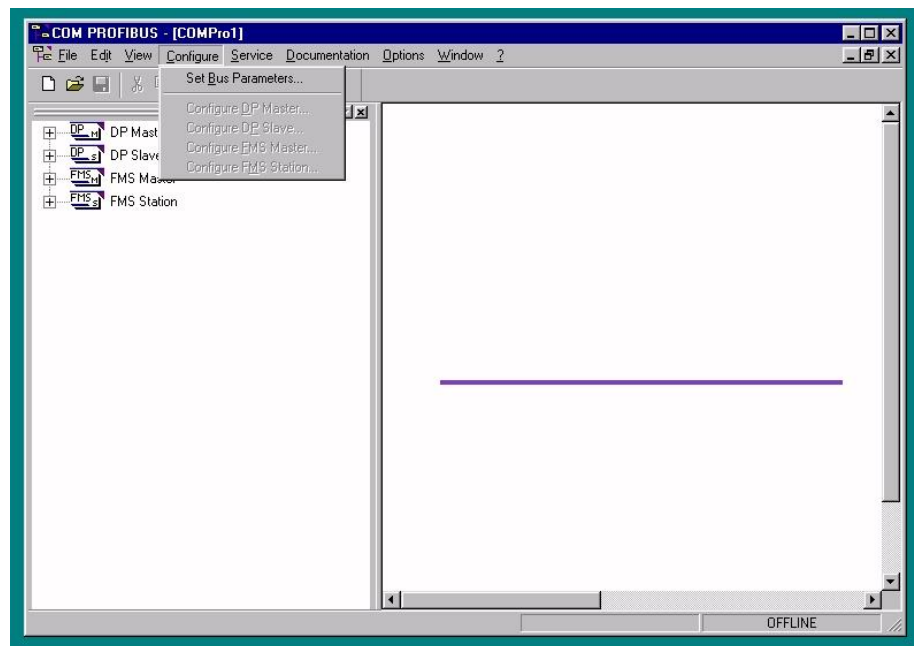 COM PROFIBUS - [COMPro1]
File Edit View Configure Service Documentation Options Window ?
Set Bus Parameters...
Configure DP Master...
Configure DP Slave...
Configure FMS Master...
Configure FMS Station...
DP M DP Mast
DP s DP Slave
FMS M FMS Master
FMS s FMS Station
OFFLINE